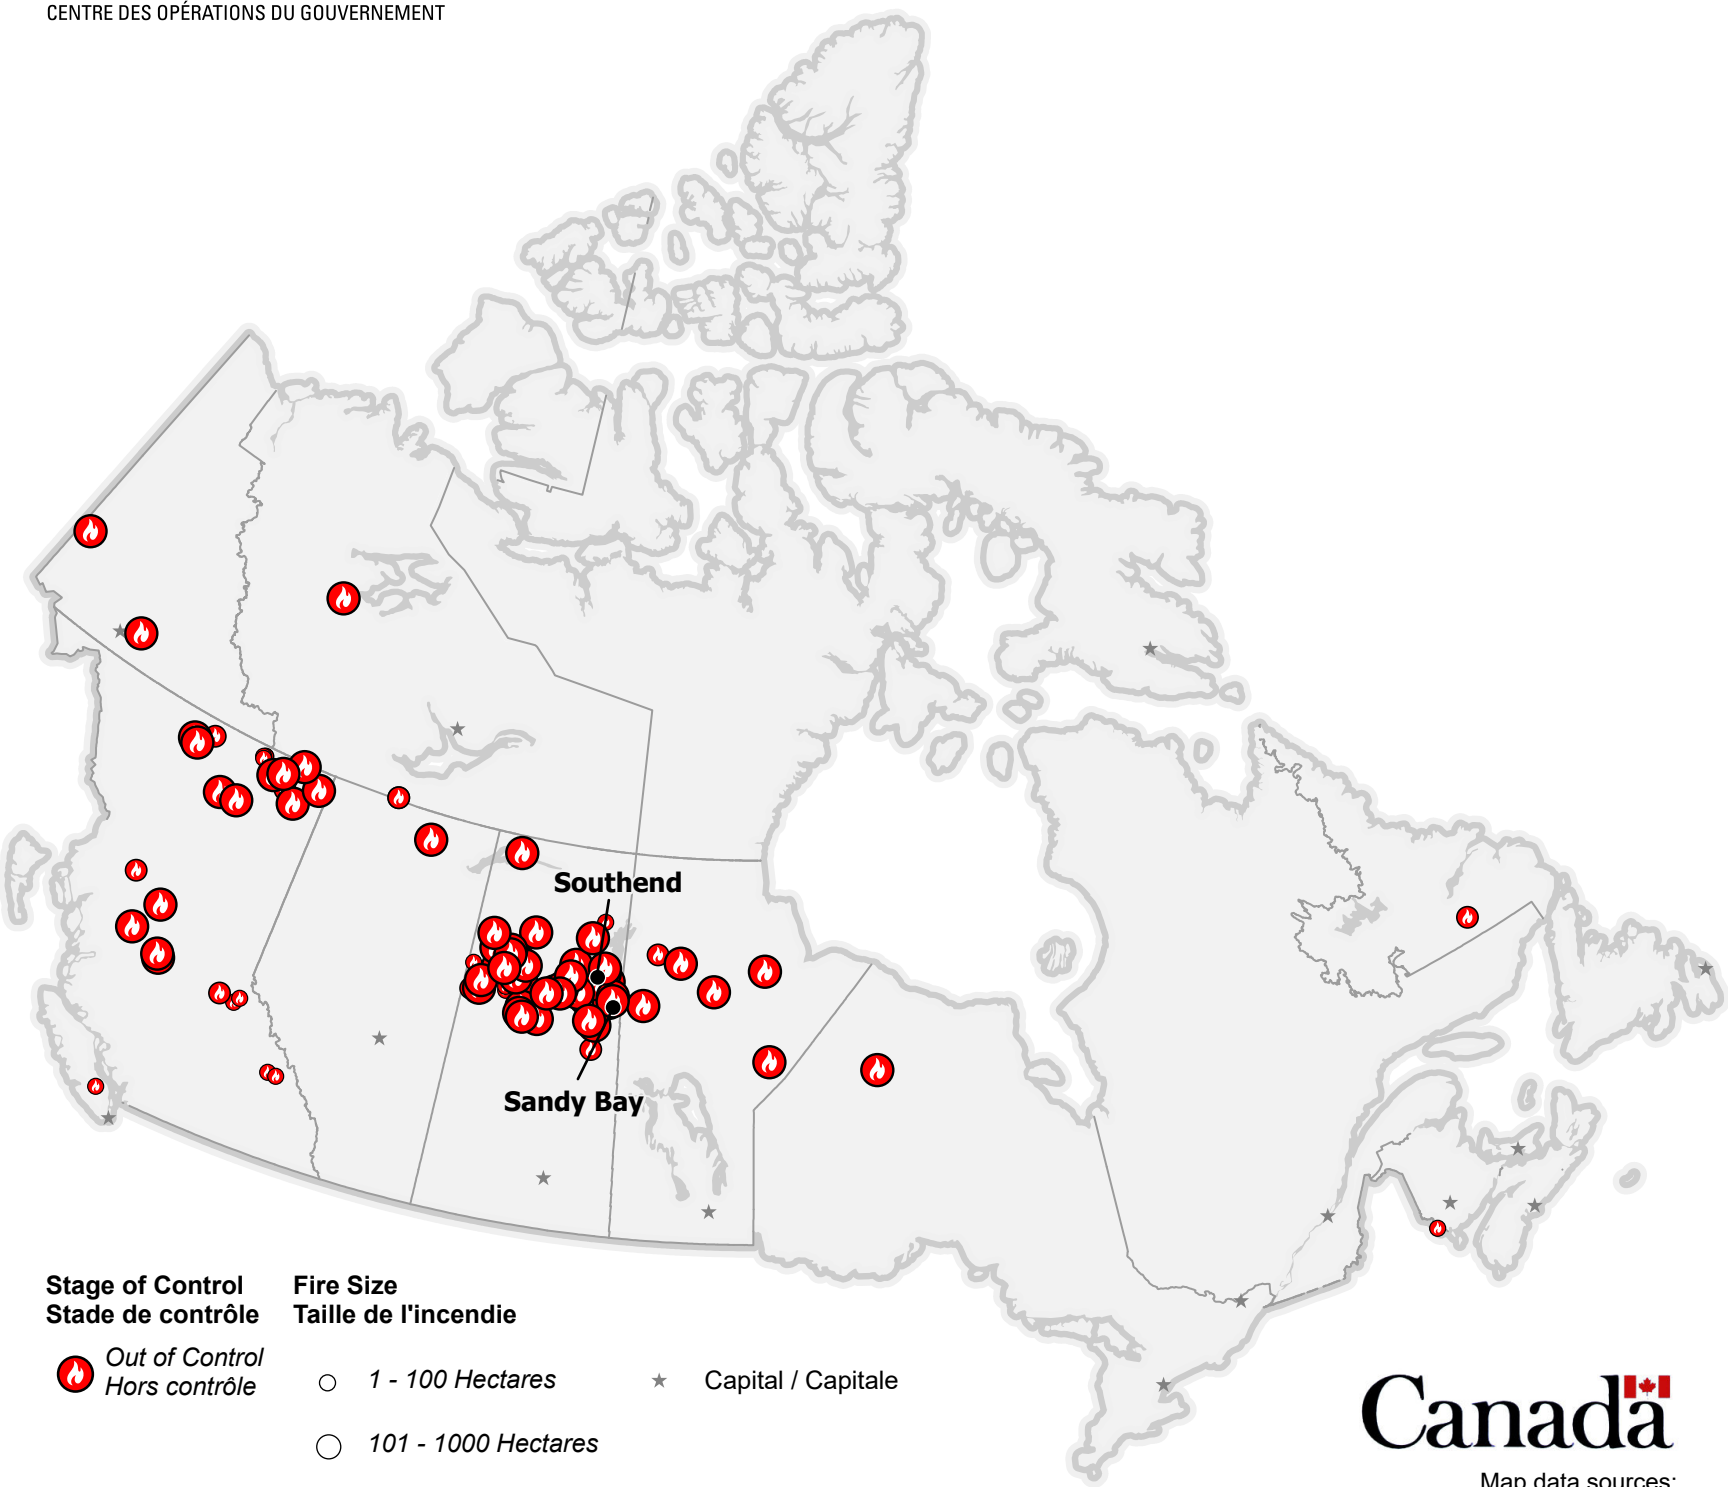 CENTRE DES OPÉRATIONS DU GOUVERNEMENT
Southend
Sandy Bay
Stage of Control
Stade de contrôle
Fire Size
Taille de l'incendie
Out of Control
Hors contrôle
1 - 100 Hectares
Capital / Capitale
101 - 1000 Hectares
Canada
Map data sources: